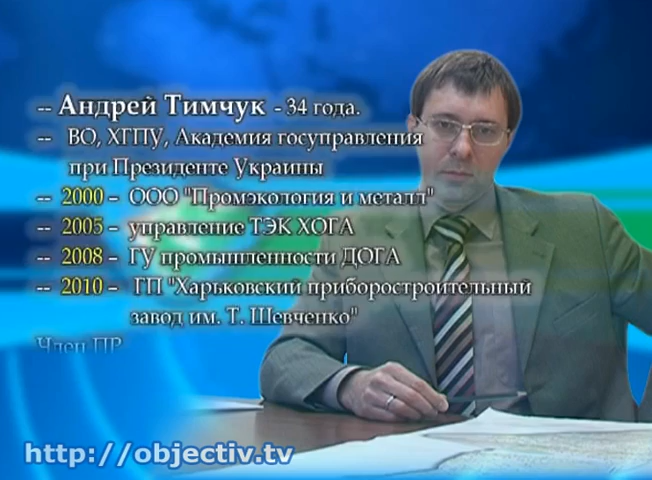 -- Андрей Тимчук - 34 года.
-- ВО, ХГПУ, Академия госуправления
при Президенте Украины
-- 2000 – ООО "Промэкология и металл"
-- 2005 – управление ТЭК ХОГА
-- 2008 – ГУ промышленности ДОГА
-- 2010 – ГП "Харьковский приборостроительный
завод им. Т. Шевченко"
Член ПР
http://objectiv.tv